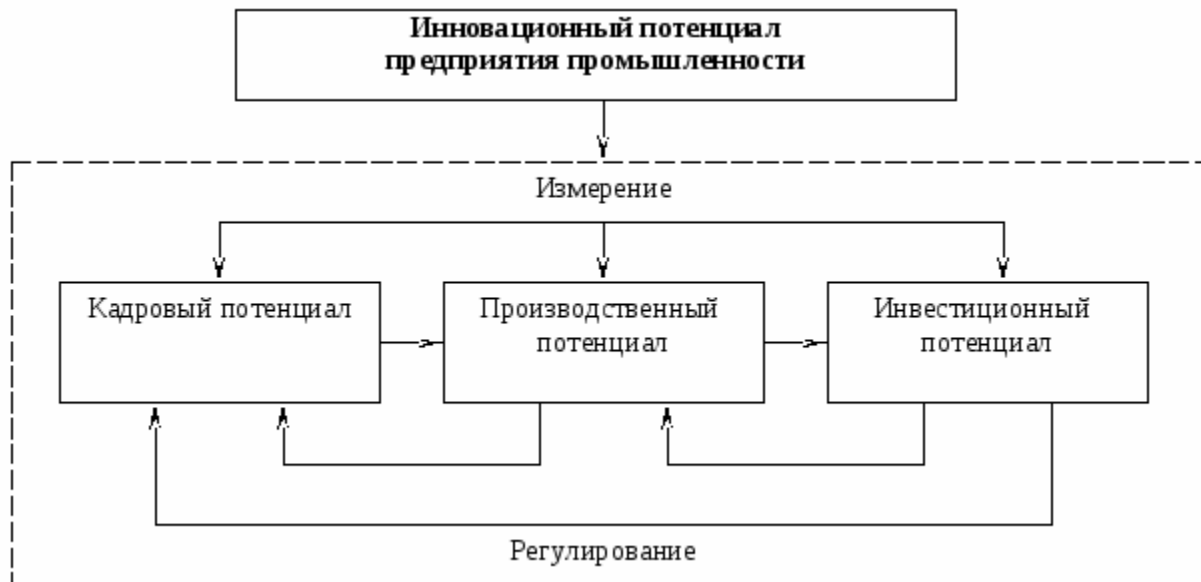 Инновационный потенциал
предприятия промышленности
Измерение
Кадровый потенциал
Производственный
потенциал
Инвестиционный
потенциал
Регулирование